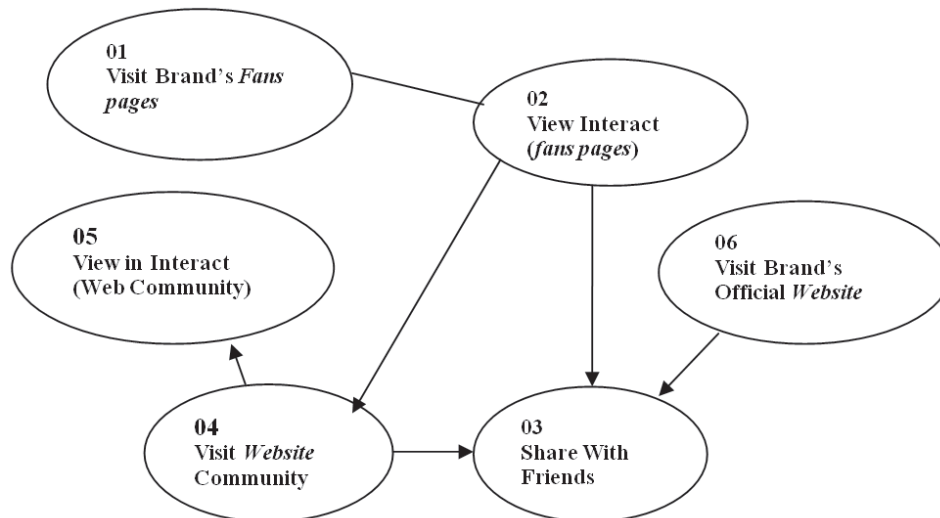 01
Visit Brand’s Fans
pages
02
View Interact
(fans pages)
05
View in Interact
(Web Community)
06
Visit Brand’s
Official Website
04
Visit Website
Community
03
Share With
Friends